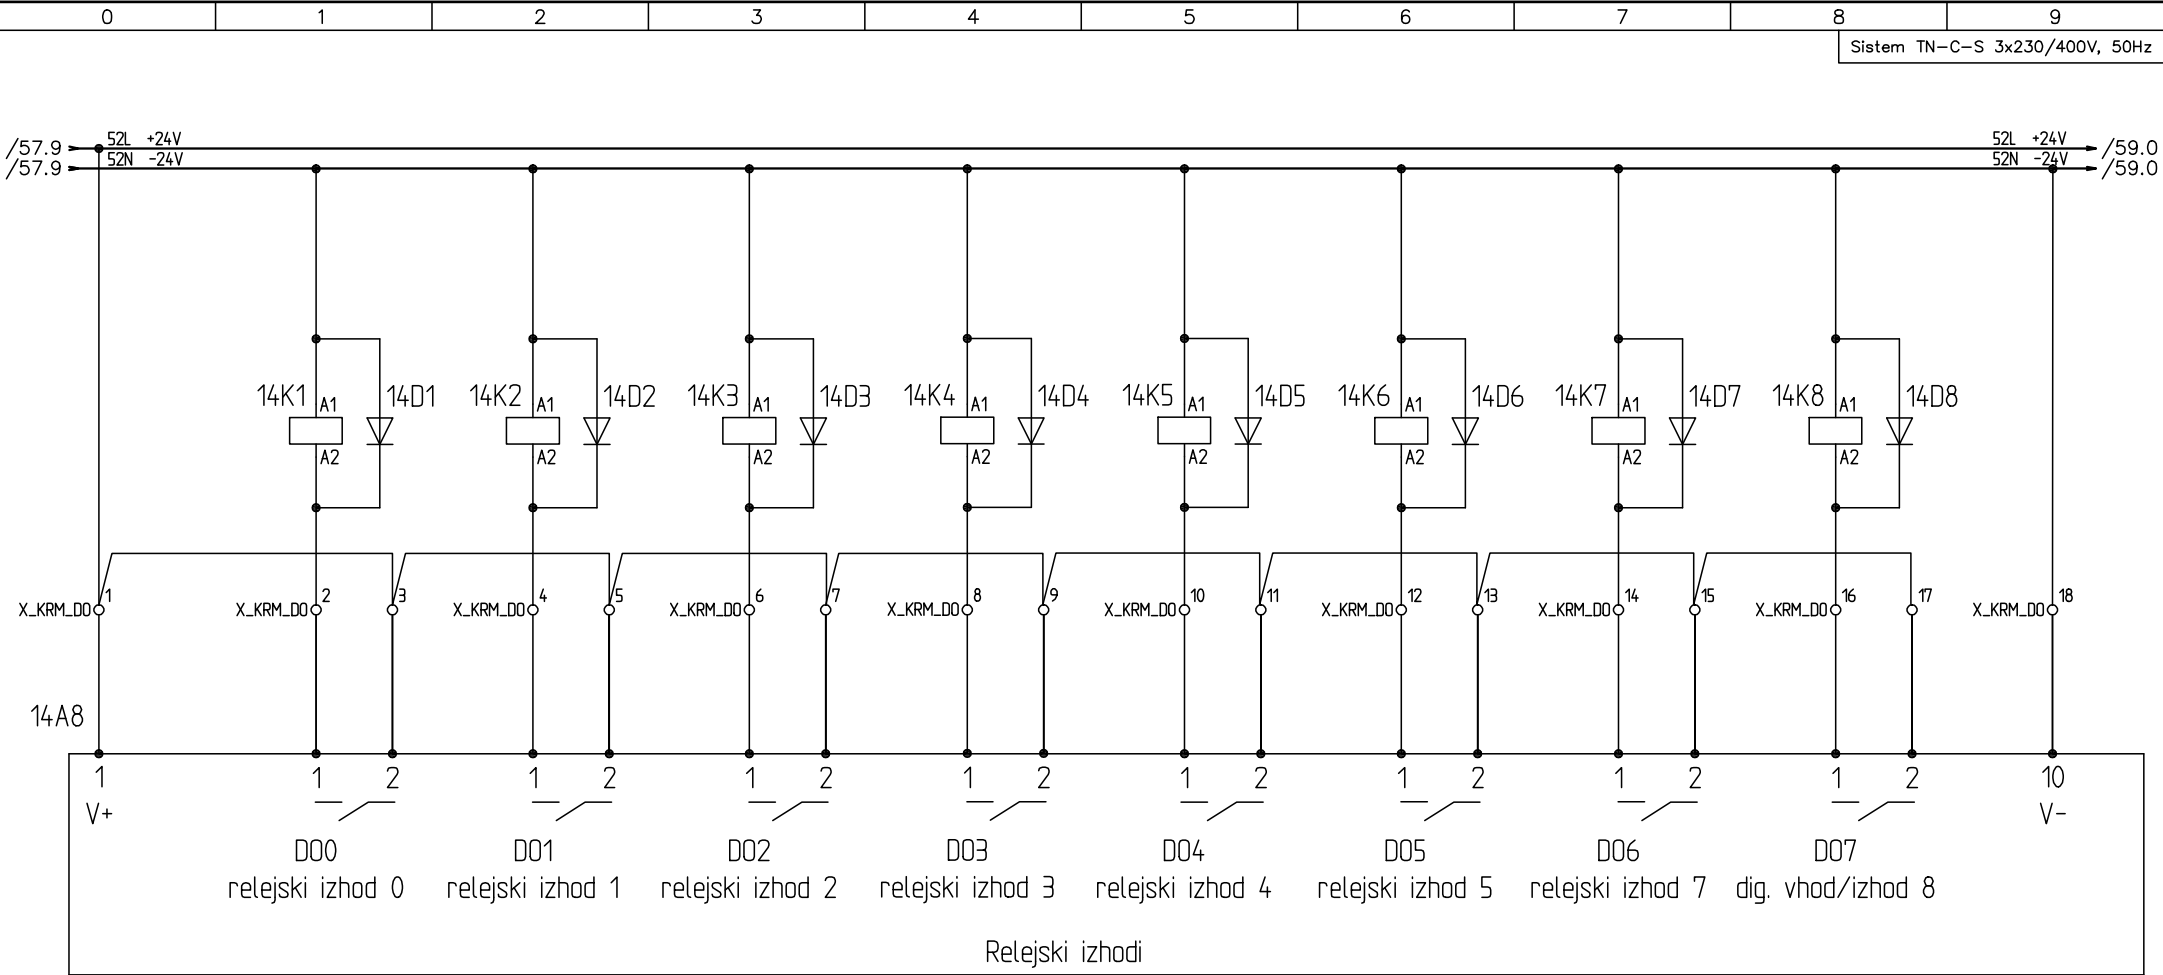 0 1 2 3 4 5 6 7 8 9
Sistem TN-C-S 3x230/400V, 50Hz
/57.9 52L +24V 52L +24V /59.0
/57.9 52N -24V 52N -24V /59.0
14K1 A1 14D1 14K2 A1 14D2 14K3 A1 14D3 14K4 A1 14D4 14K5 A1 14D5 14K6 A1 14D6 14K7 A1 14D7 14K8 A1 14D8
A2 A2 A2 A2 A2 A2 A2 A2
X_KRM_DO 1 X_KRM_DO 2 3 X_KRM_DO 4 5 X_KRM_DO 6 7 X_KRM_DO 8 9 X_KRM_DO 10 11 X_KRM_DO 12 13 X_KRM_DO 14 15 X_KRM_DO 16 17 X_KRM_DO 18
14A8
1 1 2 1 2 1 2 1 2 1 2 1 2 1 2 1 2 10
V+ V-
DO0 DO1 DO2 DO3 DO4 DO5 DO6 DO7
relejski izhod 0 relejski izhod 1 relejski izhod 2 relejski izhod 3 relejski izhod 4 relejski izhod 5 relejski izhod 7 dig. vhod/izhod 8
Relejski izhodi